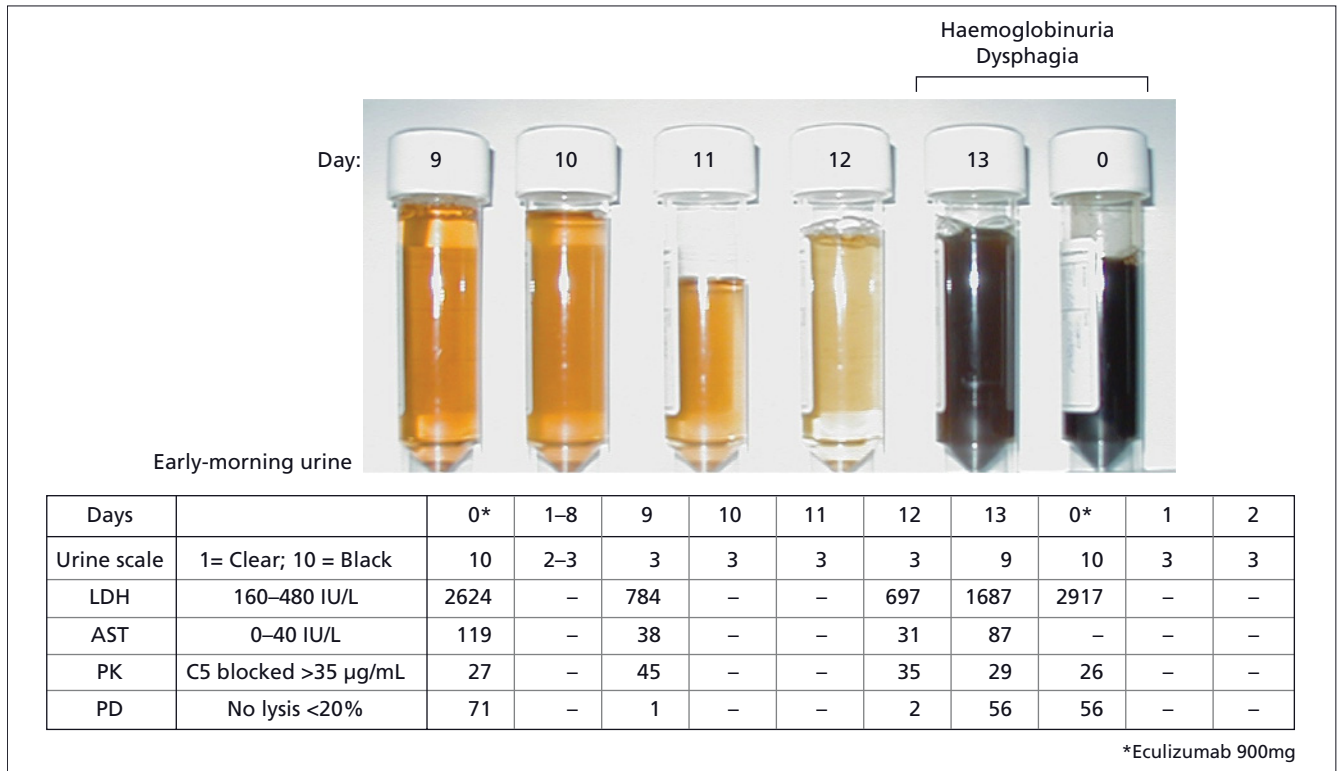 Haemoglobinuria
Dysphagia
Day: 9 10 11 12 13 0
Early-morning urine
Days 0* 1–8 9 10 11 12 13 0* 1 2
Urine scale 1= Clear; 10 = Black 10 2–3 3 3 3 3 9 10 3 3
LDH 160–480 IU/L 2624 – 784 – – 697 1687 2917 – –
AST 0–40 IU/L 119 – 38 – – 31 87 – – –
PK C5 blocked >35 µg/mL 27 – 45 – – 35 29 26 – –
PD No lysis <20% 71 – 1 – – 2 56 56 – –
*Eculizumab 900mg